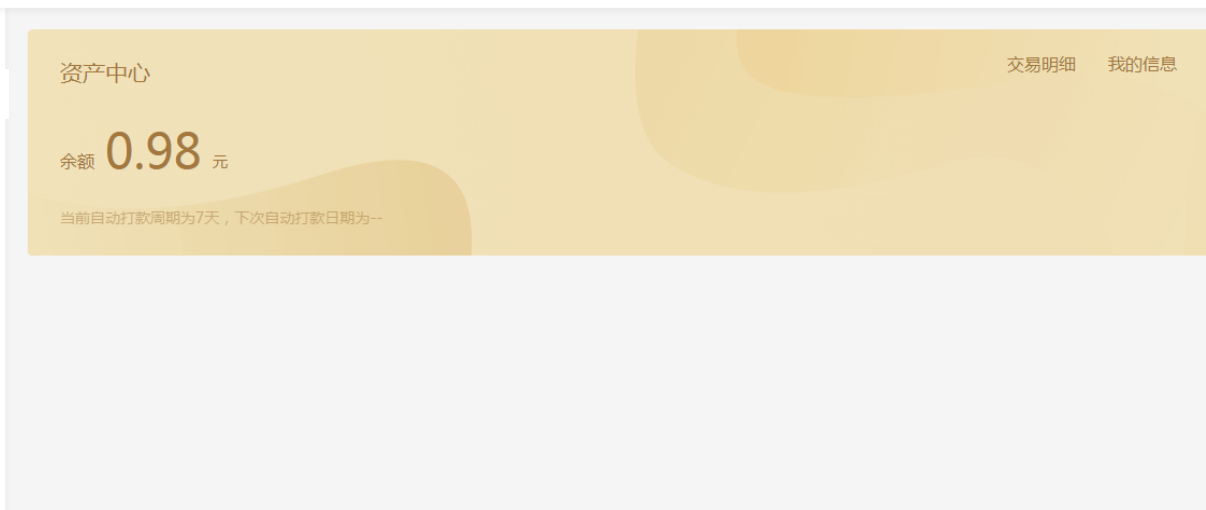 资产中心
交易明细 我的信息
余额 0.98 元
当前自动打款周期为7天，下次自动打款日期为--